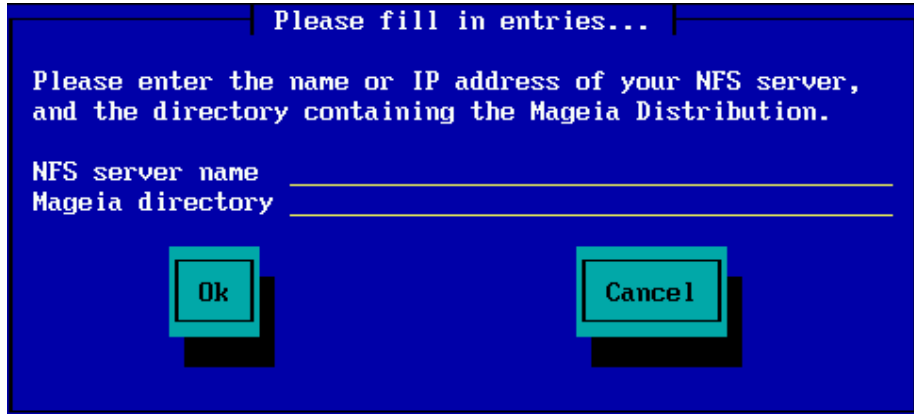 Please fill in entries...
Please enter the name or IP address of your NFS server,
and the directory containing the Mageia Distribution.
NFS server name
Mageia directory
Ok
Cancel